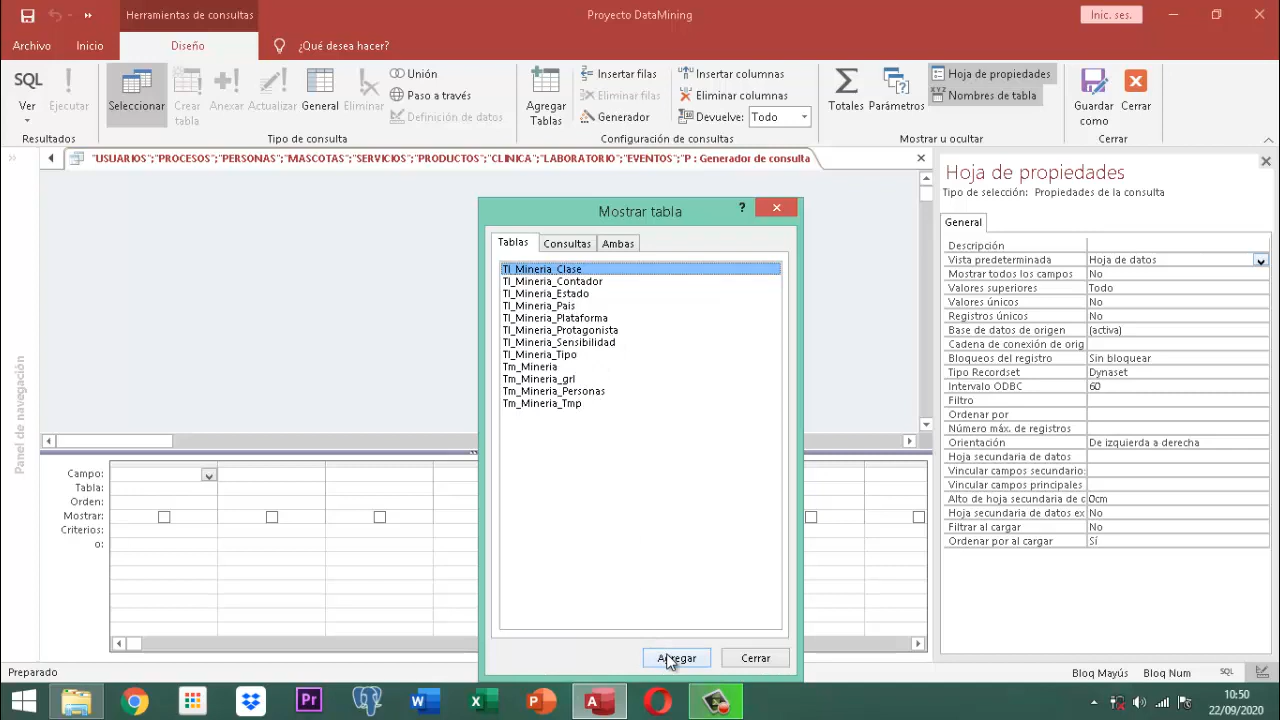 Herramientas de consultas
Proyecto DataMining
Inic. ses.
Archivo
Inicio
Diseño
¿Qué desea hacer?
SQL
Ver
Ejecutar
Resultados
Seleccionar
Crear tabla
Anexar
Actualizar
General
Eliminar
Unión
Paso a través
Definición de datos
Tipo de consulta
Agregar Tablas
Insertar filas
Eliminar filas
Generador
Insertar columnas
Eliminar columnas
Devuelve: Todo
Configuración de consultas
Totales
Parámetros
Hoja de propiedades
XYZ Nombres de tabla
Mostrar u ocultar
Guardar como
Cerrar
Cerrar
"USUARIOS";"PROCESOS";"PERSONAS";"MASCOTAS";"SERVICIOS";"PRODUCTOS";"CLINICA";"LABORATORIO";"EVENTOS";"P : Generador de consulta
Panel de navegación
Mostrar tabla
?
Tablas
Consultas
Ambas
Tl_Mineria_Clase
Tl_Mineria_Contador
Tl_Mineria_Estado
Tl_Mineria_Pais
Tl_Mineria_Plataforma
Tl_Mineria_Protagonista
Tl_Mineria_Sensibilidad
Tl_Mineria_Tipo
Tm_Mineria
Tm_Mineria_grl
Tm_Mineria_Personas
Tm_Mineria_Tmp
Agregar
Cerrar
Campo:
Tabla:
Orden:
Mostrar:
Criterios:
o:
Hoja de propiedades
Tipo de selección: Propiedades de la consulta
General
Descripción
Vista predeterminada Hoja de datos
Mostrar todos los campos No
Valores superiores Todo
Valores únicos No
Registros únicos No
Base de datos de origen (activa)
Cadena de conexión de orig
Bloqueos del registro Sin bloquear
Tipo Recordset Dynaset
Intervalo ODBC 60
Filtro
Ordenar por
Número máx. de registros
Orientación De izquierda a derecha
Hoja secundaria de datos
Vincular campos secundario:
Vincular campos principales
Alto de hoja secundaria de c 0cm
Hoja secundaria de datos ex No
Filtrar al cargar No
Ordenar por al cargar Sí
Preparado
Bloq Mayús
Bloq Num
SQL
Pr
10:50
22/09/2020